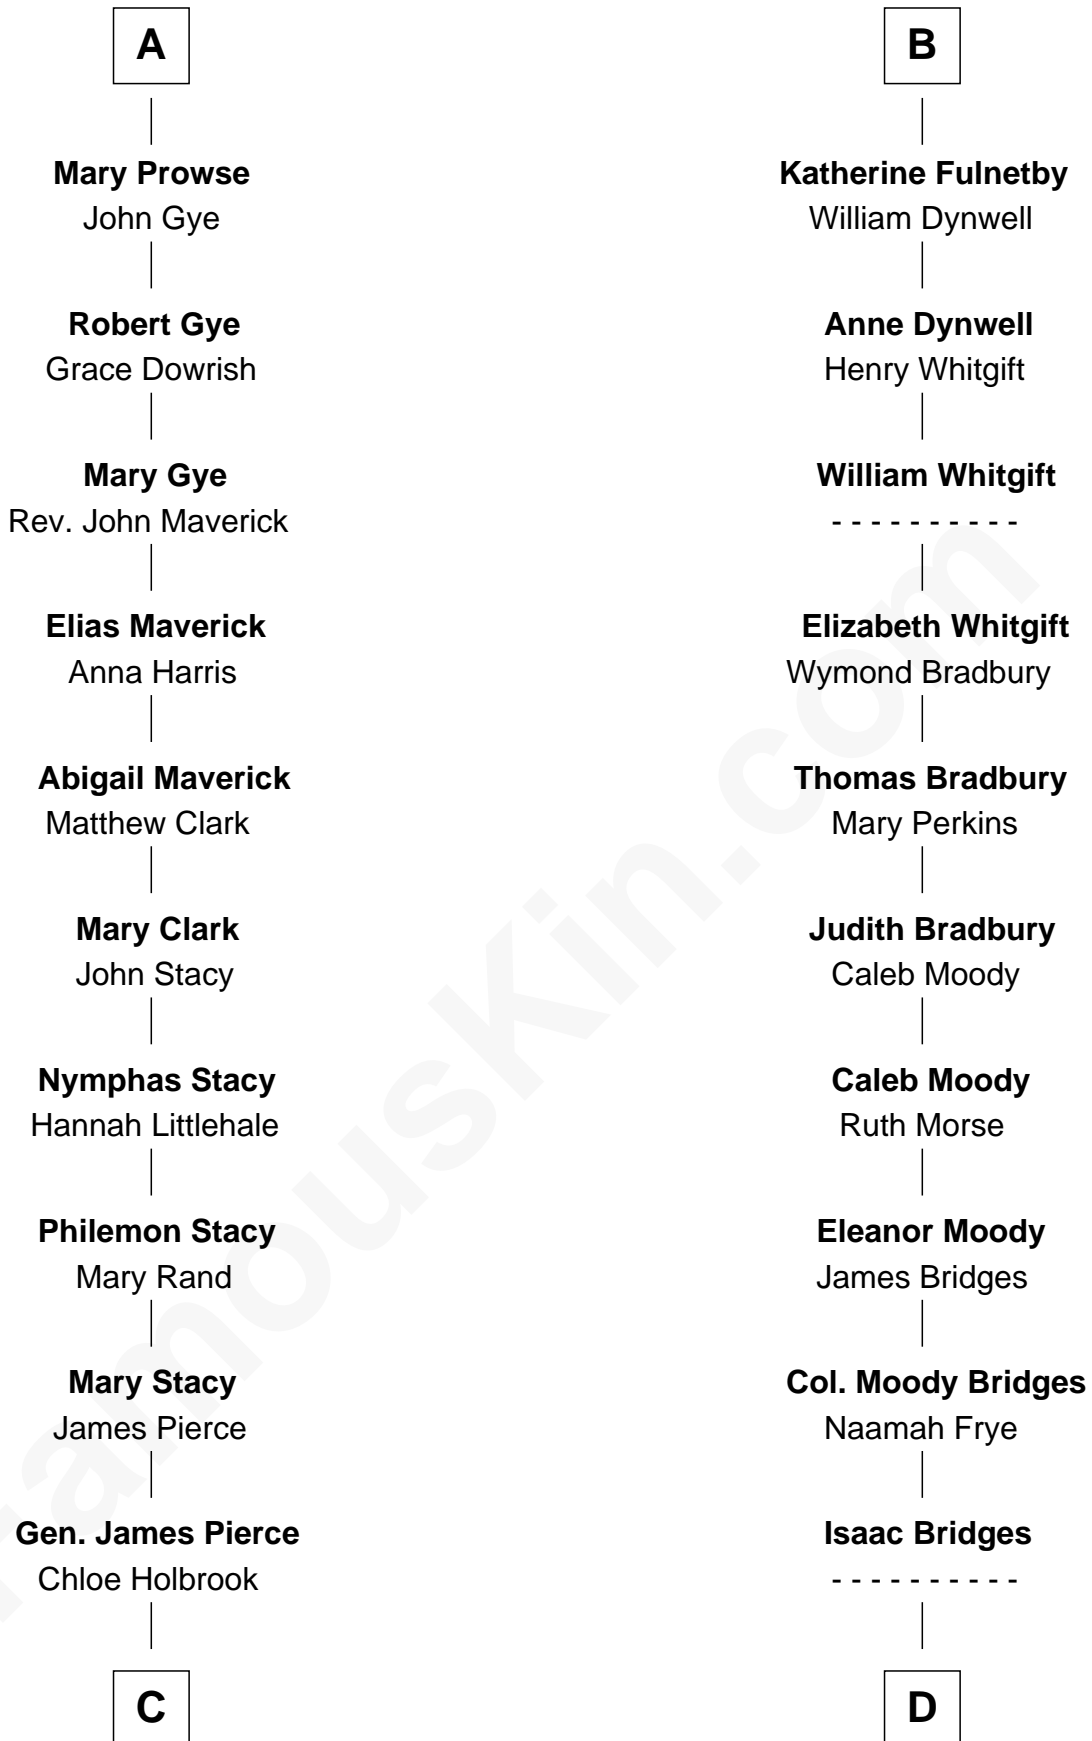 A
Mary Prowse
John Gye
Robert Gye
Grace Dowrish
Mary Gye
Rev. John Maverick
Elias Maverick
Anna Harris
Abigail Maverick
Matthew Clark
Mary Clark
John Stacy
Nymphas Stacy
Hannah Littlehale
Philemon Stacy
Mary Rand
Mary Stacy
James Pierce
Gen. James Pierce
Chloe Holbrook
C
B
Katherine Fulnetby
William Dynwell
Anne Dynwell
Henry Whitgift
William Whitgift
- - - - - - - - - -
Elizabeth Whitgift
Wymond Bradbury
Thomas Bradbury
Mary Perkins
Judith Bradbury
Caleb Moody
Caleb Moody
Ruth Morse
Eleanor Moody
James Bridges
Col. Moody Bridges
Naamah Frye
Isaac Bridges
- - - - - - - - - -
D
FamousKin.com